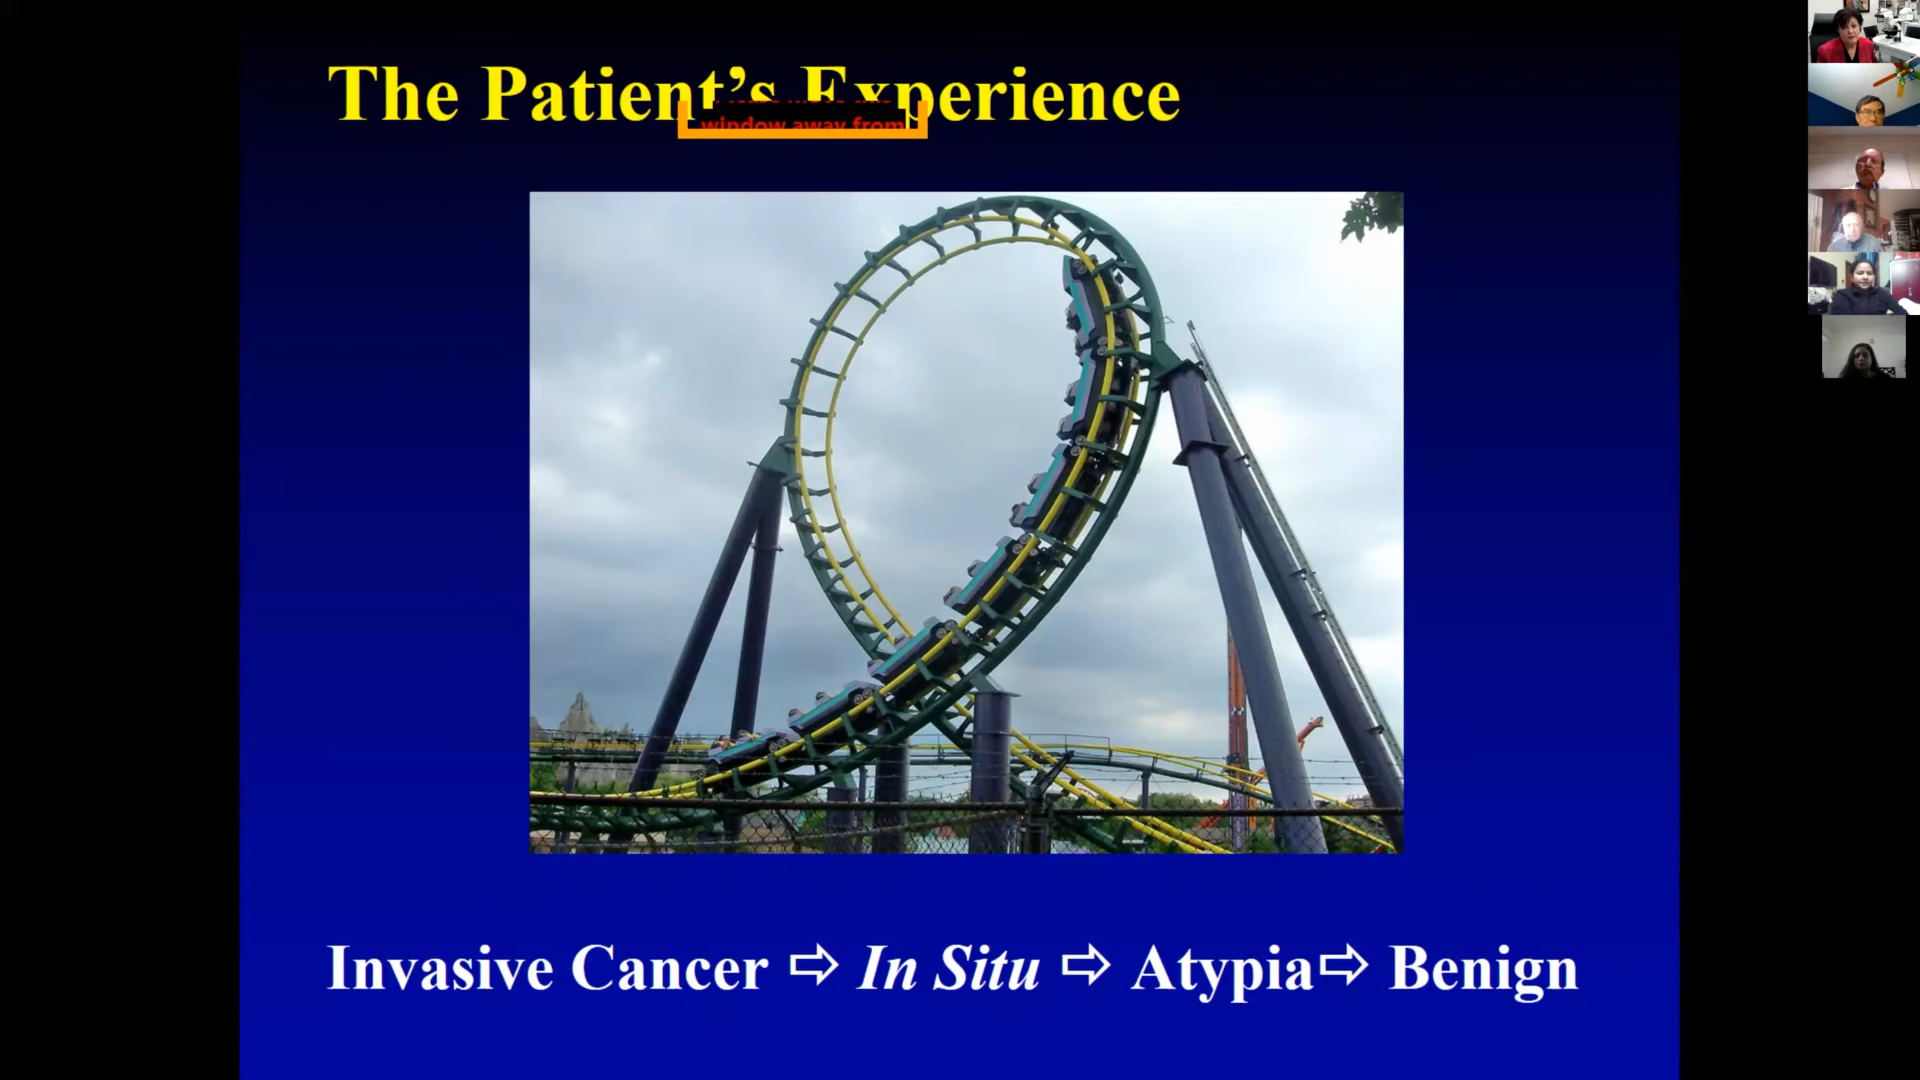 The Patient’s Experience
window away from
Invasive Cancer ⇨ In Situ ⇨ Atypia⇨ Benign